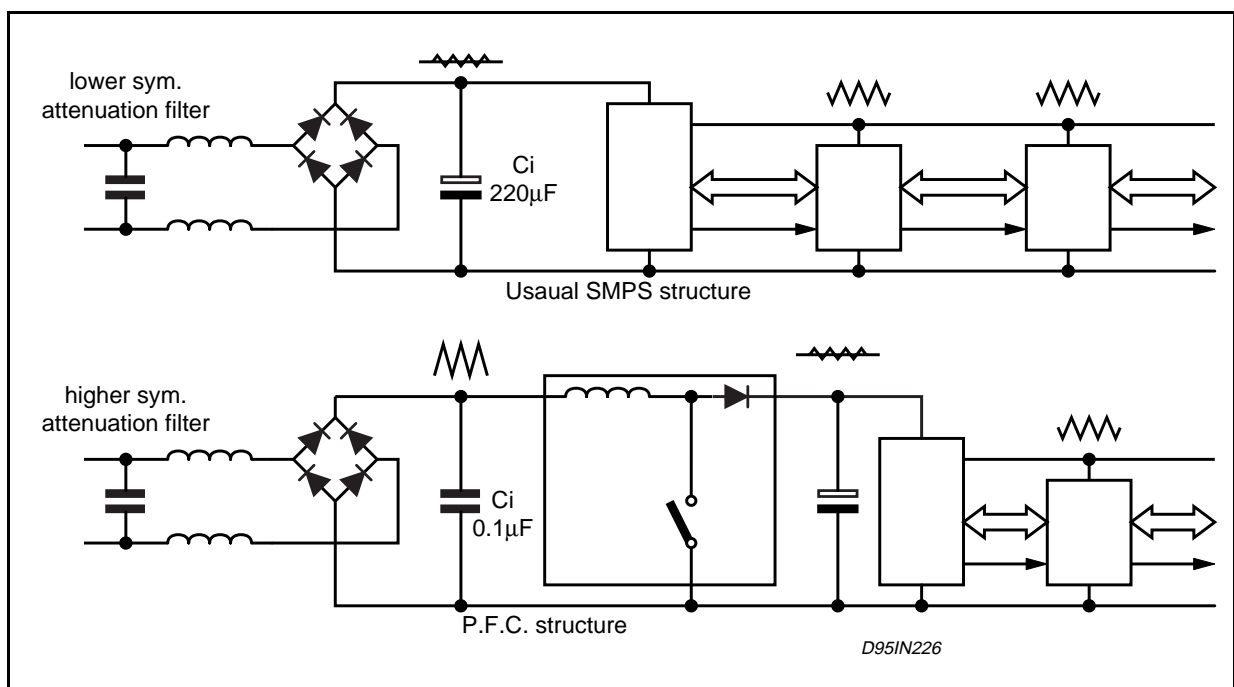 lower sym.
attenuation filter
Ci
220μF
Usaual SMPS structure
higher sym.
attenuation filter
Ci
0.1μF
P.F.C. structure
D95IN226